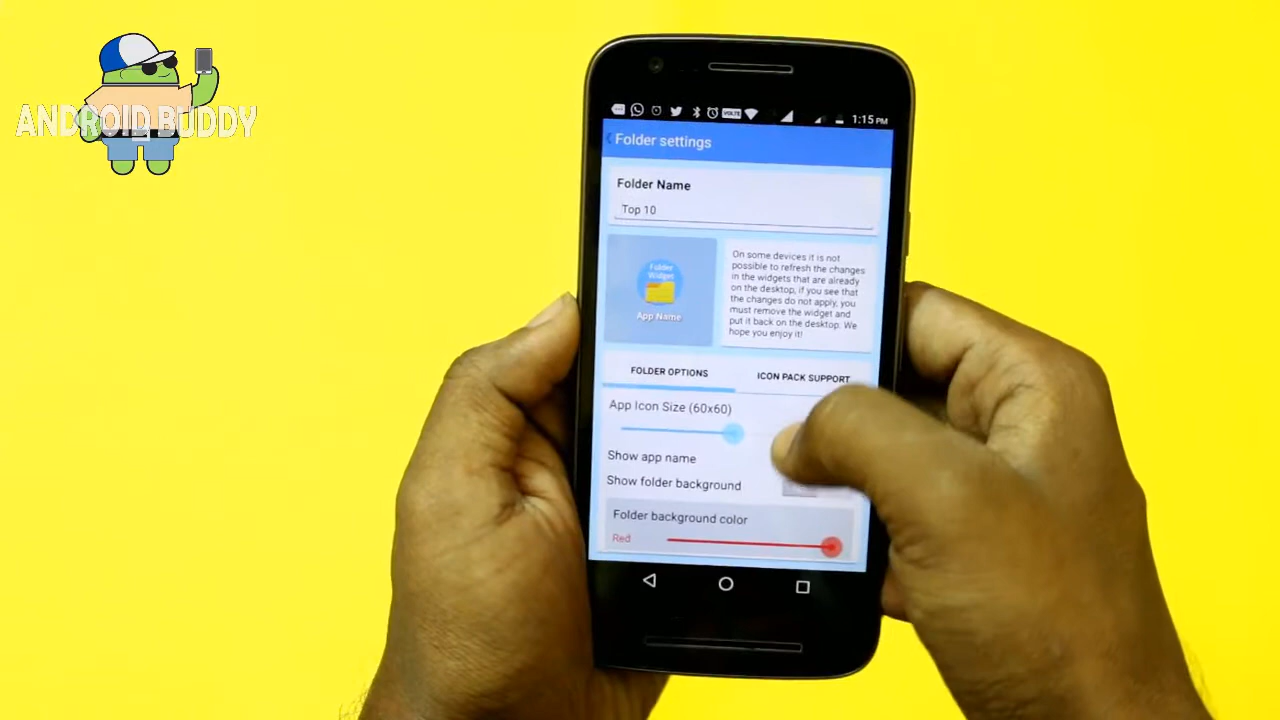 ANDROID BUDDY
VOLTE
1:15 PM
Folder settings
Folder Name
Top 10
Folder
Widget
App Name
On some devices it is not
possible to refresh the changes
in the widgets that are already
on the desktop, if you see that
the changes do not apply, you
must remove the widget and
put it back on the desktop. We
hope you enjoy it!
FOLDER OPTIONS
ICON PACK SUPPORT
App Icon Size (60x60)
Show app name
Show folder background
Folder background color
Red